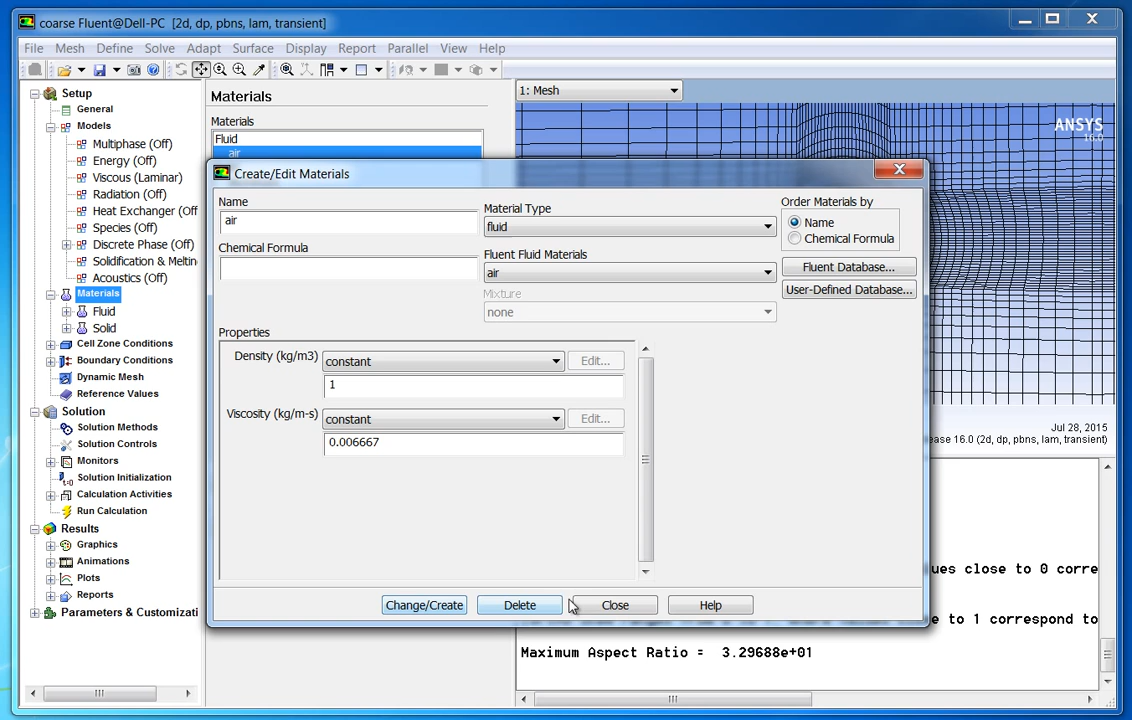 coarse Fluent@Dell-PC [2d, dp, pbns, lam, transient]
File Mesh Define Solve Adapt Surface Display Report Parallel View Help
Setup
General
Models
Multiphase (Off)
Energy (Off)
Viscous (Laminar)
Radiation (Off)
Heat Exchanger (Off
Species (Off)
Discrete Phase (Off)
Solidification & Meltin
Acoustics (Off)
Materials
Fluid
Solid
Cell Zone Conditions
Boundary Conditions
Dynamic Mesh
Reference Values
Solution
Solution Methods
Solution Controls
Monitors
Solution Initialization
Calculation Activities
Run Calculation
Results
Graphics
Animations
Plots
Reports
Parameters & Customizati
Materials
Materials
Fluid
air
1: Mesh
ANSYS
16.0
Create/Edit Materials
Name
air
Chemical Formula
Material Type
fluid
Fluent Fluid Materials
air
Mixture
none
Order Materials by
Name
Chemical Formula
Fluent Database...
User-Defined Database...
Properties
Density (kg/m3)
constant
Edit...
1
Viscosity (kg/m-s)
constant
Edit...
0.006667
Change/Create
Delete
Close
Help
Jul 28, 2015
ease 16.0 (2d, dp, pbns, lam, transient)
ues close to 0 corre
e to 1 correspond to
Maximum Aspect Ratio = 3.29688e+01